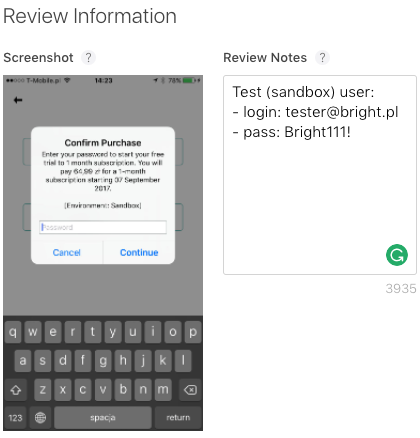 Review Information
Screenshot ?
Review Notes ?
T-Mobile.pl 14:23 78%
Confirm Purchase
Enter your password to start your free
trial to 1 month subscription. You will
pay 64,99 zł for a 1-month
subscription starting 07 September
2017.
[Environment: Sandbox]
Password
Cancel Continue
q w e r t y u i o p
a s d f g h j k l
z x c v b n m
123 spacja return
Test (sandbox) user:
- login: tester@bright.pl
- pass: Bright111!
3935